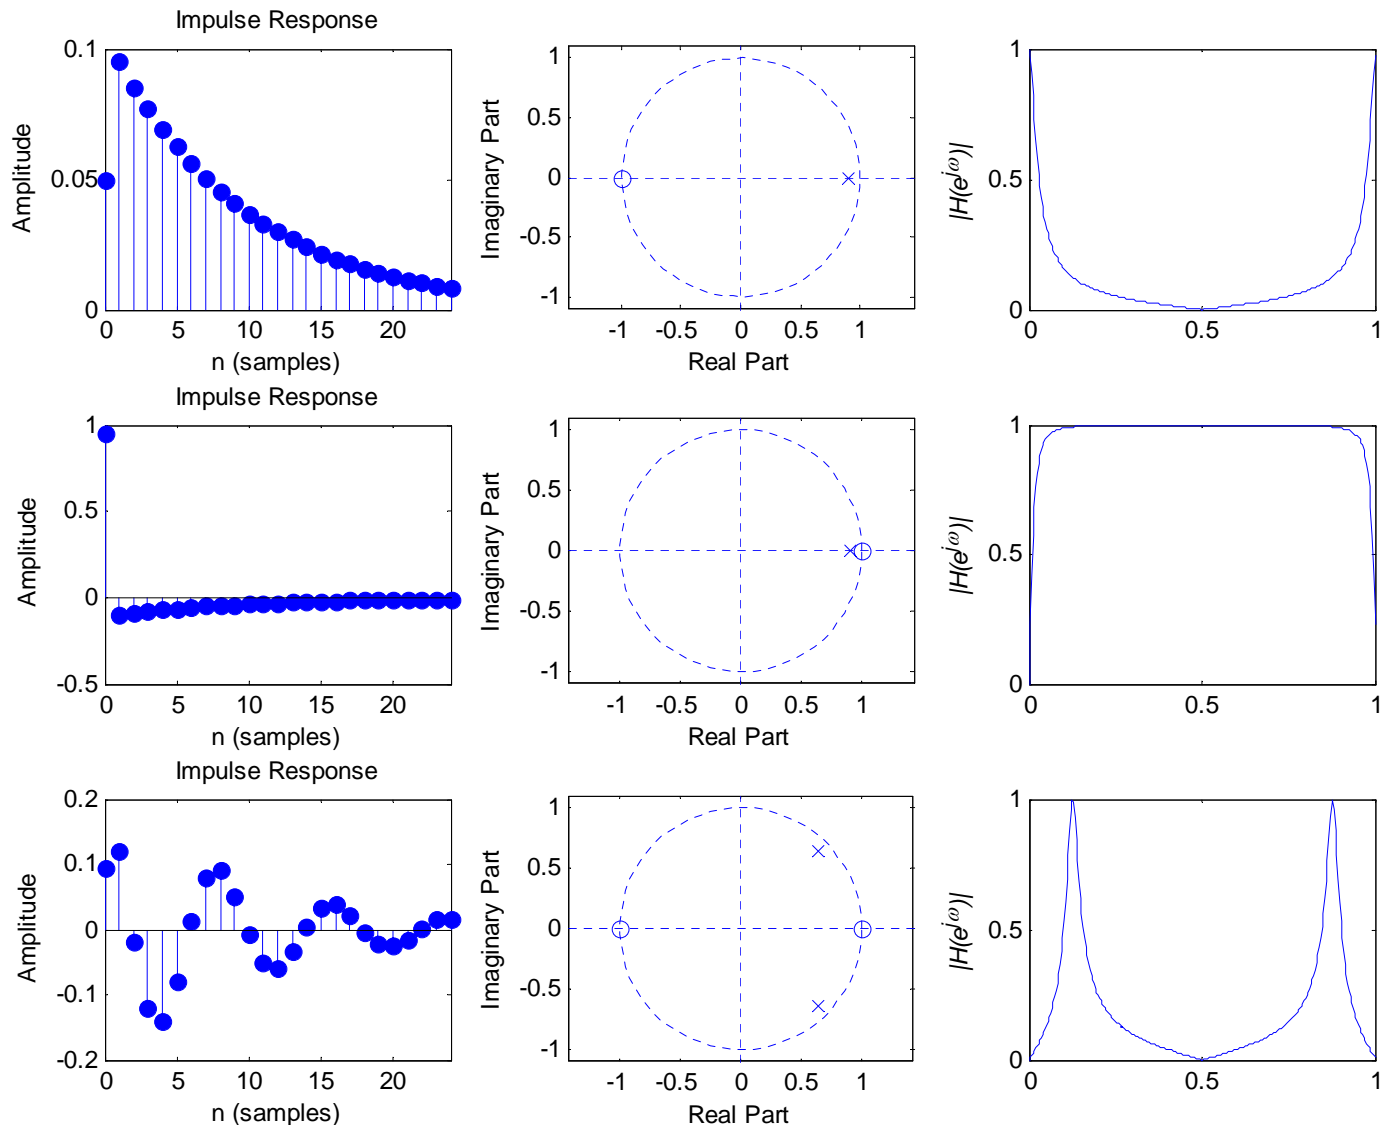 Impulse Response
0.1
0.05
0
Amplitude
0 5 10 15 20
n (samples)
1
0.5
0
-0.5
-1
Imaginary Part
-1 -0.5 0 0.5 1
Real Part
1
0.5
0
|H(e^jω)|
0 0.5 1
Impulse Response
1
0.5
0
-0.5
Amplitude
0 5 10 15 20
n (samples)
1
0.5
0
-0.5
-1
Imaginary Part
-1 -0.5 0 0.5 1
Real Part
1
0.5
0
|H(e^jω)|
0 0.5 1
Impulse Response
0.2
0.1
0
-0.1
-0.2
Amplitude
0 5 10 15 20
n (samples)
1
0.5
0
-0.5
-1
Imaginary Part
-1 -0.5 0 0.5 1
Real Part
1
0.5
0
|H(e^jω)|
0 0.5 1